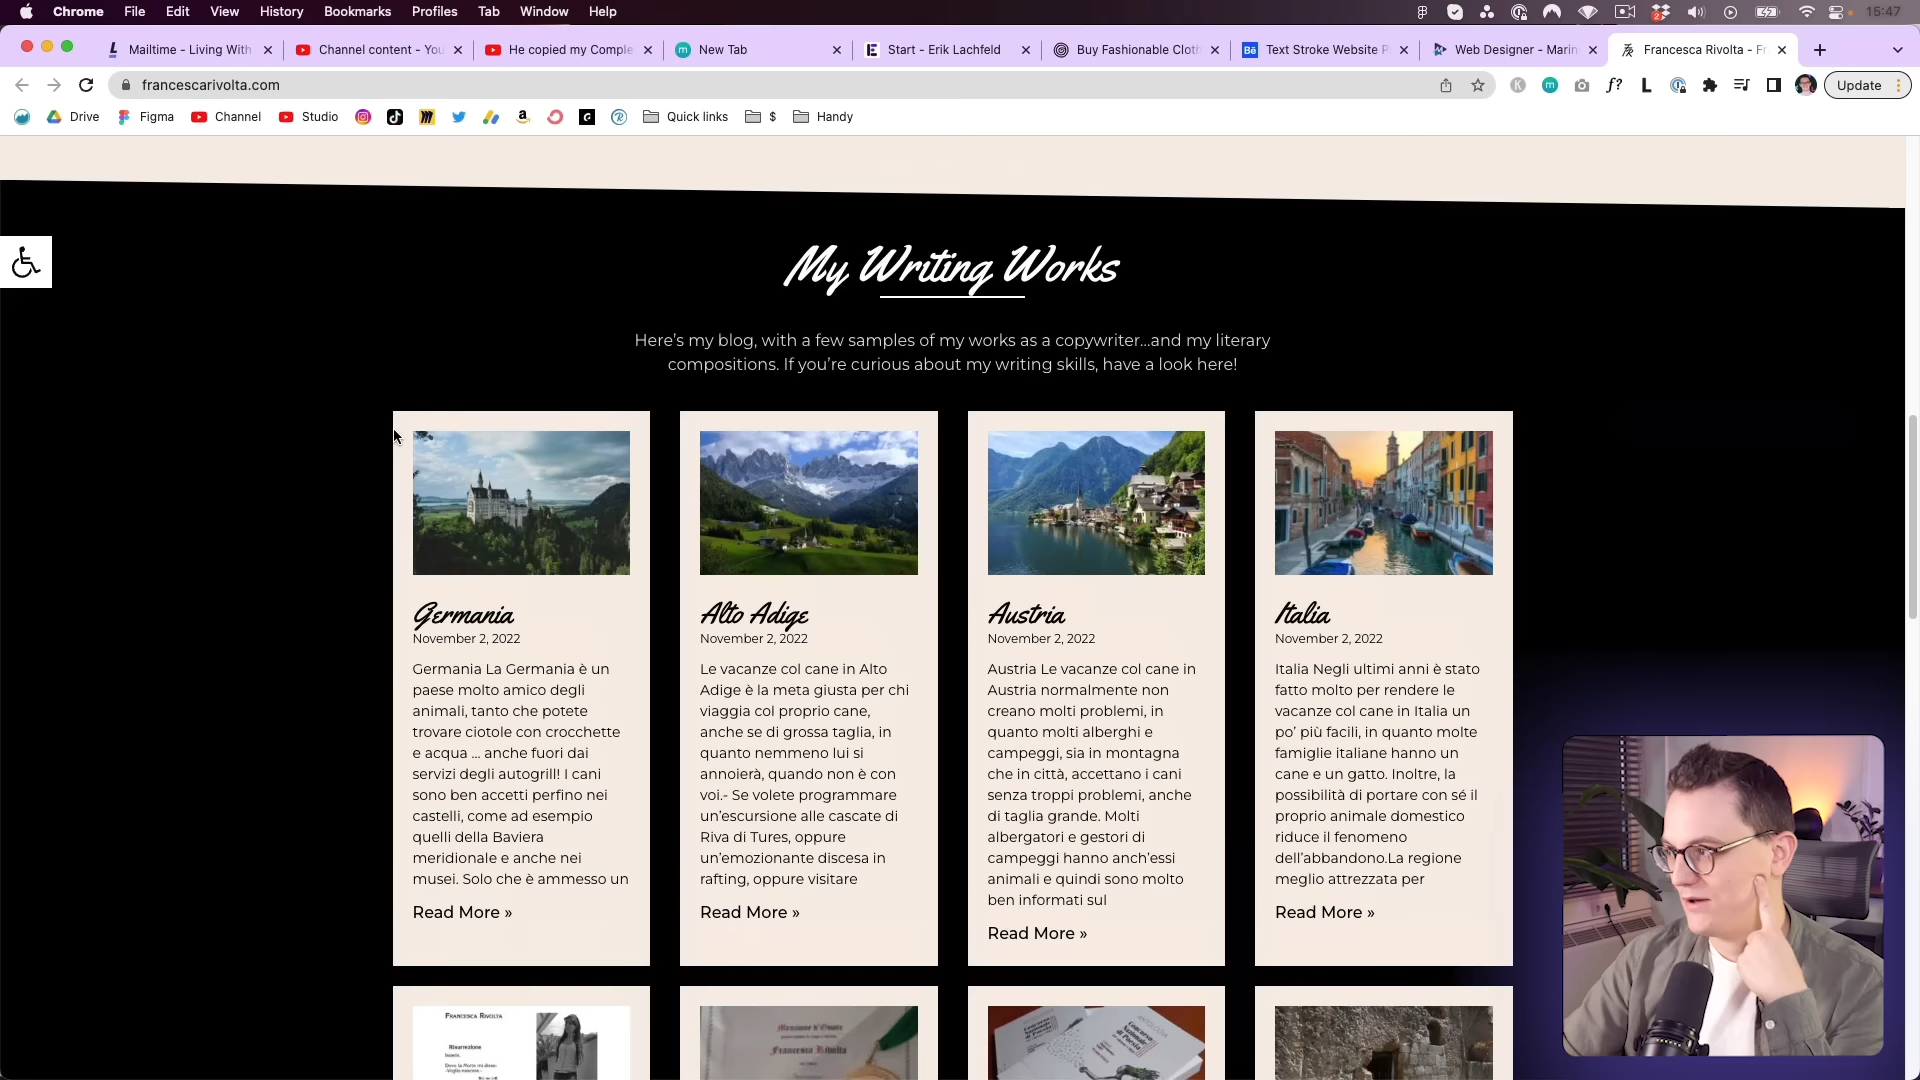 Chrome File Edit View History Bookmarks Profiles Tab Window Help 15:47
Mailtime - Living With
Channel content - You
He copied my Comple
New Tab
Start - Erik Lachfeld
Buy Fashionable Cloth
Text Stroke Website P
Web Designer - Marin
Francesca Rivolta - Fr
francescarivolta.com
Update
Drive Figma Channel Studio Quick links $ Handy
My Writing Works
Here's my blog, with a few samples of my works as a copywriter...and my literary
compositions. If you're curious about my writing skills, have a look here!
Germania
November 2, 2022
Germania La Germania è un
paese molto amico degli
animali, tanto che potete
trovare ciotole con crocchette
e acqua ... anche fuori dai
servizi degli autogrill! I cani
sono ben accetti perfino nei
castelli, come ad esempio
quelli della Baviera
meridionale e anche nei
musei. Solo che è ammesso un
Read More »
Alto Adige
November 2, 2022
Le vacanze col cane in Alto
Adige è la meta giusta per chi
viaggia col proprio cane,
anche se di grossa taglia, in
quanto nemmeno lui si
annoierà, quando non è con
voi.- Se volete programmare
un'escursione alle cascate di
Riva di Tures, oppure
un'emozionante discesa in
rafting, oppure visitare
Read More »
Austria
November 2, 2022
Austria Le vacanze col cane in
Austria normalmente non
creano molti problemi, in
quanto molti alberghi e
campeggi, sia in montagna
che in città, accettano i cani
senza troppi problemi, anche
di taglia grande. Molti
albergatori e gestori di
campeggi hanno anch'essi
animali e quindi sono molto
ben informati sul
Read More »
Italia
November 2, 2022
Italia Negli ultimi anni è stato
fatto molto per rendere le
vacanze col cane in Italia un
po' più facili, in quanto molte
famiglie italiane hanno un
cane e un gatto. Inoltre, la
possibilità di portare con sé il
proprio animale domestico
riduce il fenomeno
dell'abbandono.La regione
meglio attrezzata per
Read More »
FRANCESCA RIVOLTA
Risurrezione
Menzione d'Onore
Francesca Rivolta